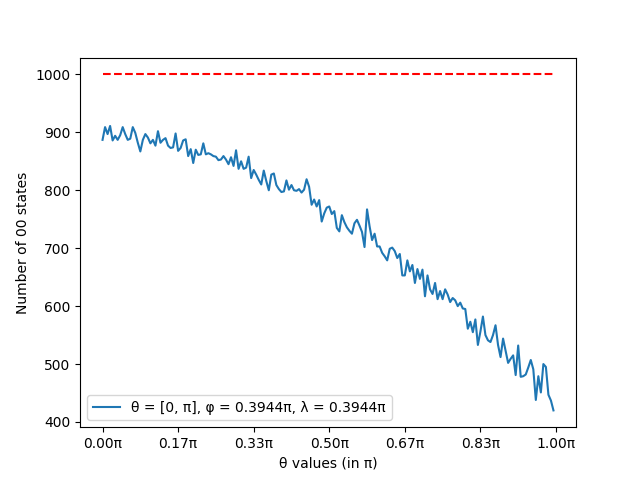 1000
900
800
700
600
500
400
Number of 00 states
θ = [0, π], φ = 0.3944π, λ = 0.3944π
0.00π 0.17π 0.33π 0.50π 0.67π 0.83π 1.00π
θ values (in π)